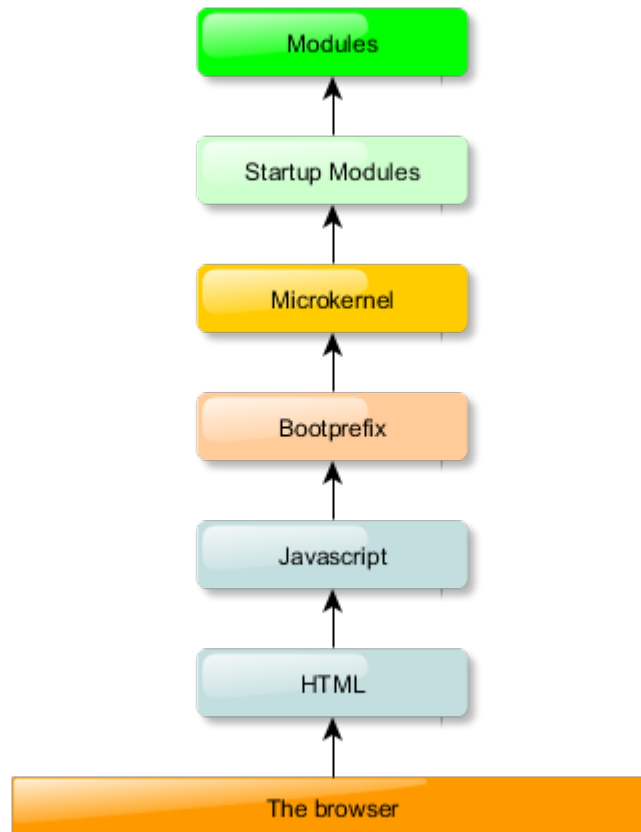 Modules
Startup Modules
Microkernel
Bootprefix
Javascript
HTML
The browser